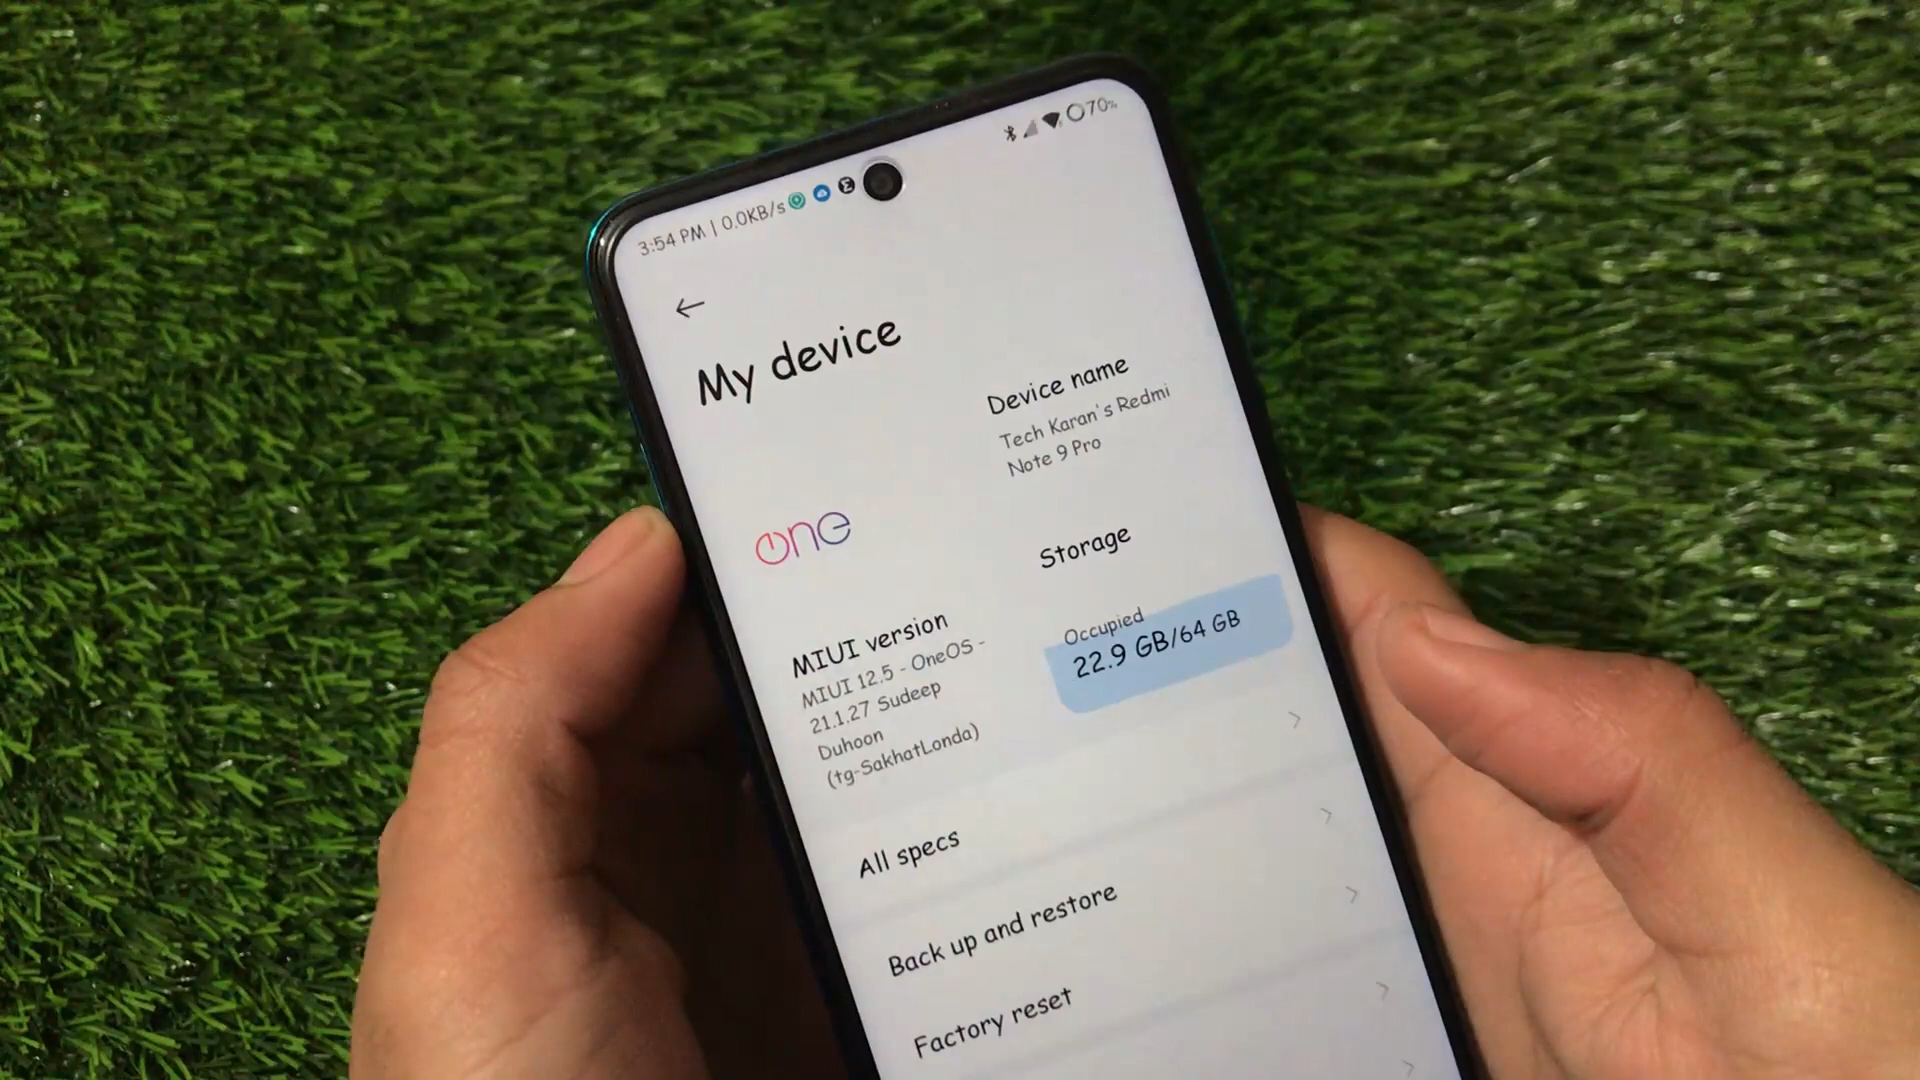 3:54 PM | 0.0KB/s
70%
My device
Device name
Tech Karan's Redmi
Note 9 Pro
one
Storage
MIUI version
MIUI 12.5 - OneOS -
21.1.27 Sudeep
Duhoon
(tg-SakhatLonda)
Occupied
22.9 GB/64 GB
All specs
Back up and restore
Factory reset